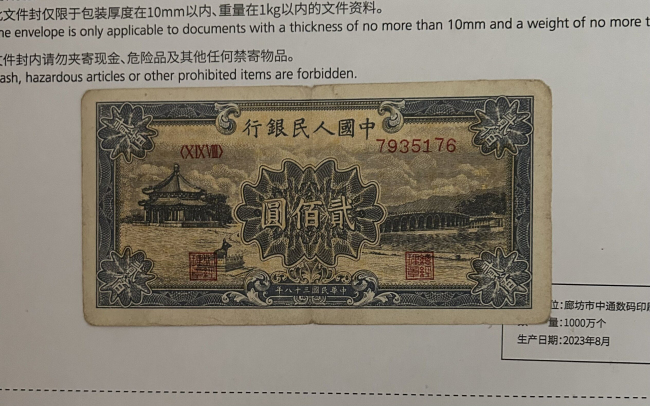 文件封仅限于包装厚度在10mm以内、重量在1kg以内的文件资料。
envelope is only applicable to documents with a thickness of no more than 10mm and a weight of no more
文件封内请勿夹寄现金、危险品及其他任何禁寄物品。
hazardous articles or other prohibited items are forbidden.
行銀民人國中
(XIXVIII)
7935176
圓佰貳
年八十三國民華中
廊坊市中通数码印刷
量:1000万个
生产日期:2023年8月